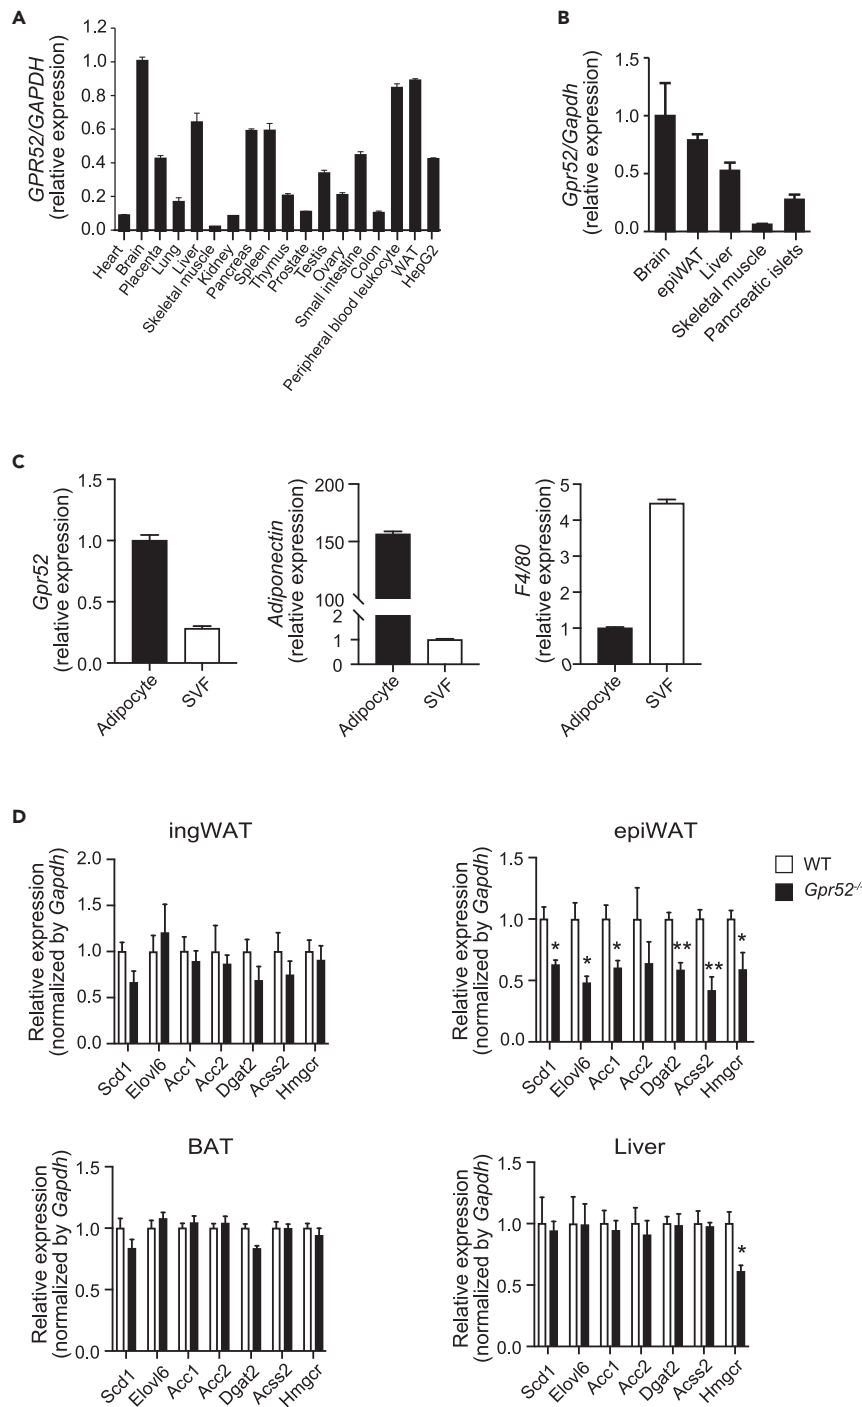 A
GPR52/GAPDH
(relative expression)
1.2
1.0
0.8
0.6
0.4
0.2
0.0
Heart
Brain
Placenta
Lung
Liver
Skeletal muscle
Kidney
Pancreas
Spleen
Thymus
Prostate
Testis
Ovary
Small intestine
Colon
Peripheral blood leukocyte
WAT
HepG2
B
Gpr52/Gapdh
(relative expression)
1.5
1.0
0.5
0.0
Brain
epiWAT
Liver
Skeletal muscle
Pancreatic islets
C
Gpr52
(relative expression)
1.5
1.0
0.5
0.0
Adipocyte
SVF
Adiponectin
(relative expression)
200
150
100
2
1
0
Adipocyte
SVF
F4/80
(relative expression)
5
4
3
2
1
0
Adipocyte
SVF
D
ingWAT
Relative expression
(normalized by Gapdh)
2.0
1.5
1.0
0.5
0.0
Scd1
Elovl6
Acc1
Acc2
Dgat2
Acss2
Hmgcr
epiWAT
Relative expression
(normalized by Gapdh)
1.5
1.0
0.5
0.0
*
*
*
**
**
*
Scd1
Elovl6
Acc1
Acc2
Dgat2
Acss2
Hmgcr
WT
Gpr52-/-
BAT
Relative expression
(normalized by Gapdh)
1.5
1.0
0.5
0.0
Scd1
Elovl6
Acc1
Acc2
Dgat2
Acss2
Hmgcr
Liver
Relative expression
(normalized by Gapdh)
1.5
1.0
0.5
0.0
*
Scd1
Elovl6
Acc1
Acc2
Dgat2
Acss2
Hmgcr